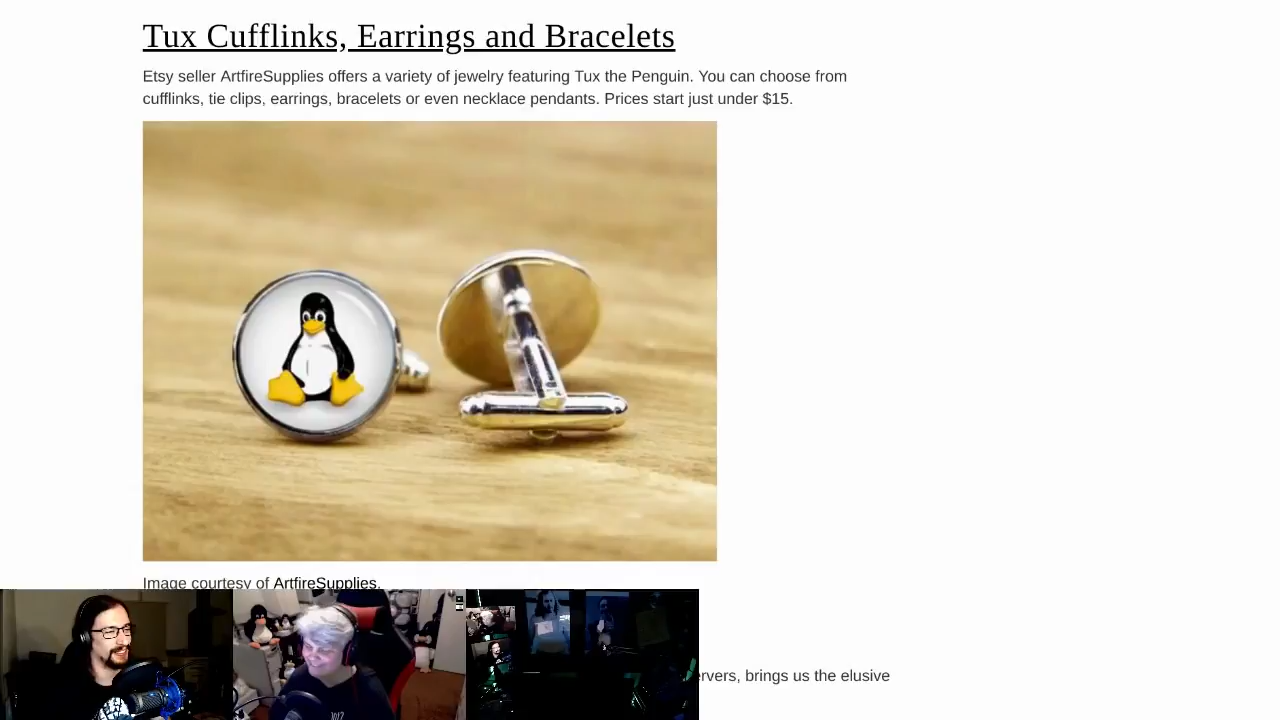 Tux Cufflinks, Earrings and Bracelets
Etsy seller ArtfireSupplies offers a variety of jewelry featuring Tux the Penguin. You can choose from
cufflinks, tie clips, earrings, bracelets or even necklace pendants. Prices start just under $15.
Image courtesy of ArtfireSupplies.
ervers, brings us the elusive